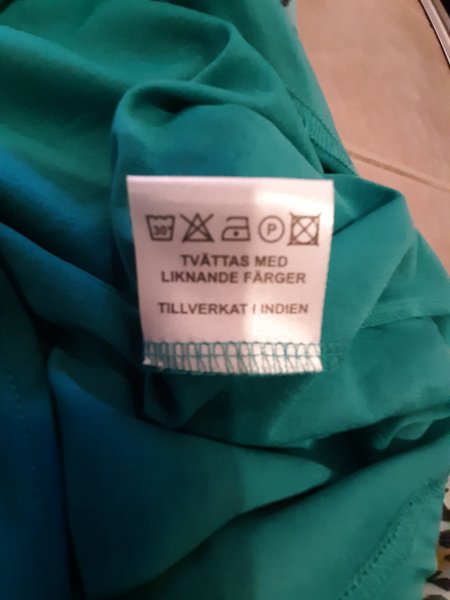 30°
P
TVÄTTAS MED
LIKNANDE FÄRGER
TILLVERKAT I INDIEN